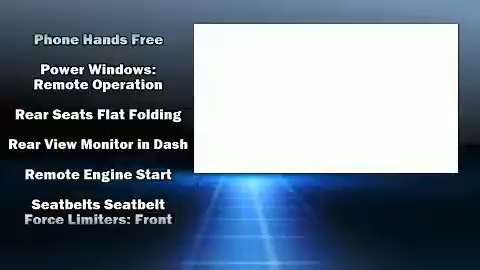 Phone Hands Free
Power Windows:
Remote Operation
Rear Seats Flat Folding
Rear View Monitor in Dash
Remote Engine Start
Seatbelts Seatbelt
Force Limiters: Front